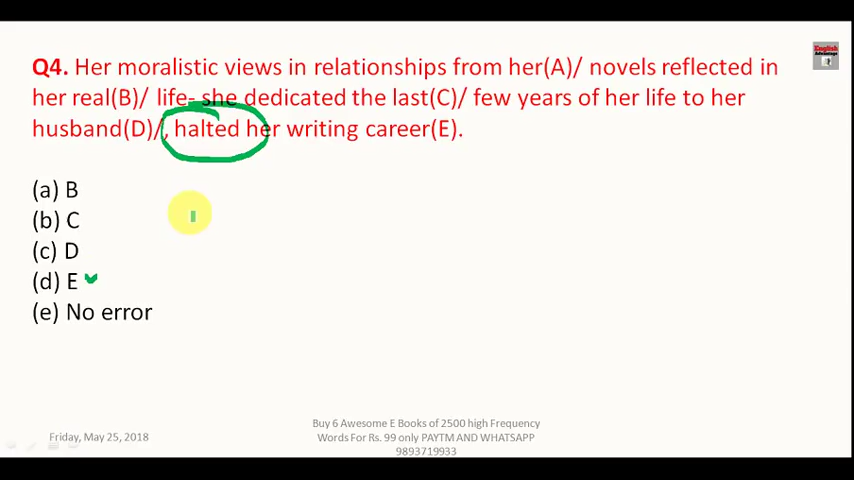 English
Advantage
Q4. Her moralistic views in relationships from her(A)/ novels reflected in
her real(B)/ life- she dedicated the last(C)/ few years of her life to her
husband(D)/, halted her writing career(E).
(a) B
(b) C
(c) D
(d) E
(e) No error
Friday, May 25, 2018
Buy 6 Awesome E Books of 2500 high Frequency
Words For Rs. 99 only PAYTM AND WHATSAPP
9893719933